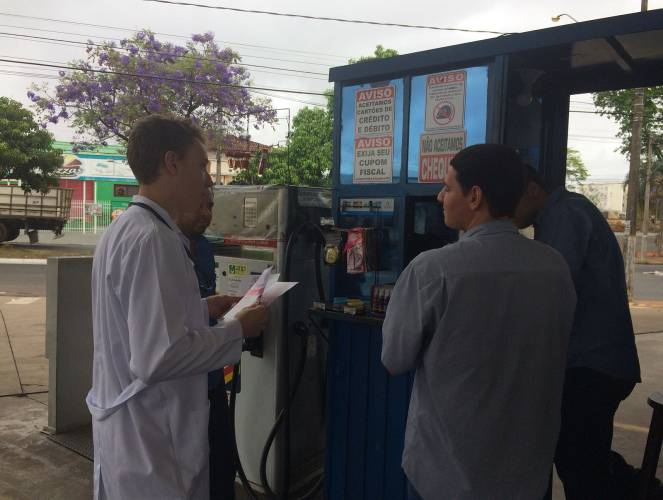 AVISO
ACEITAMOS
CARTÕES DE
CRÉDITO E
DÉBITO
AVISO
EXIJA SEU
CUPOM
FISCAL
AVISO
NÃO ACEITAMOS
CHEQUE